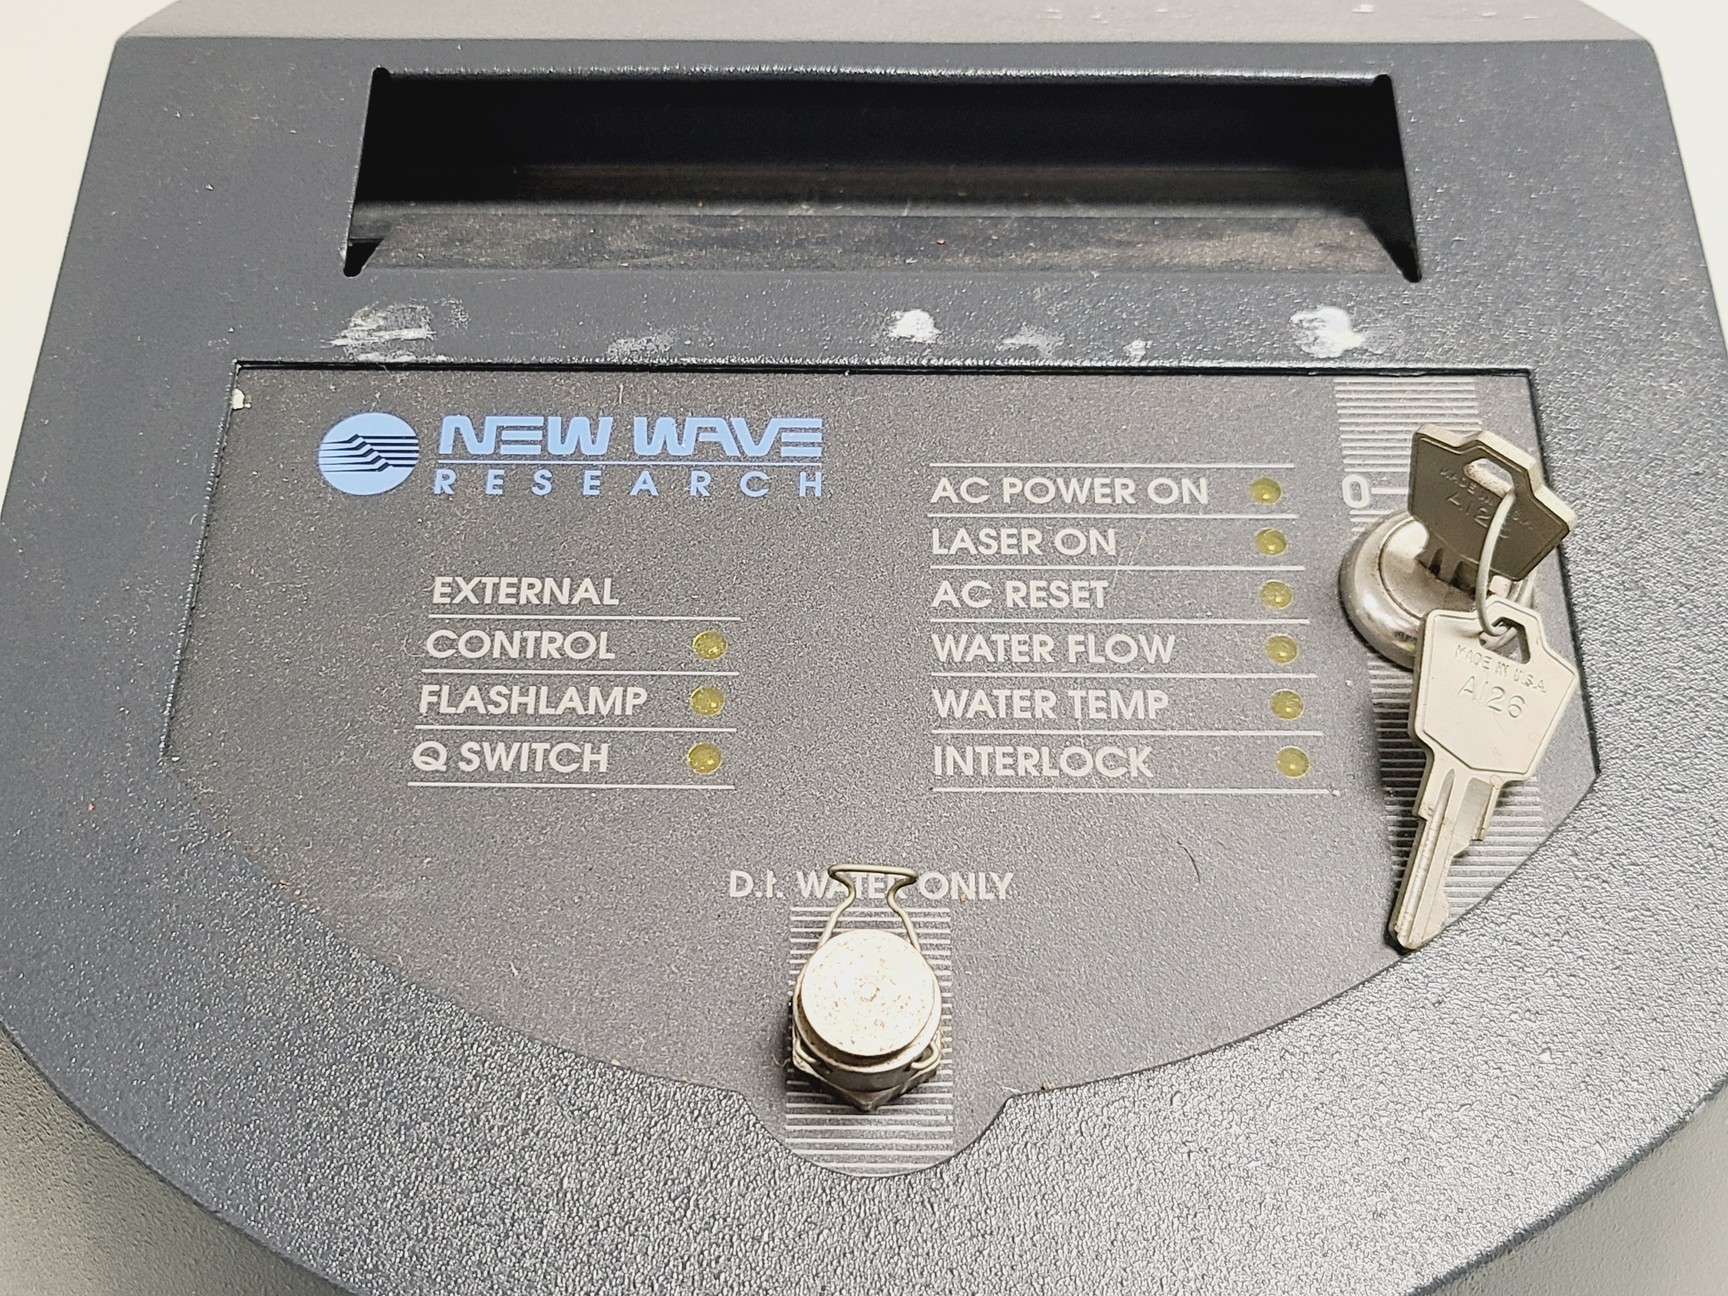 NEW WAVE
RESEARCH
EXTERNAL
CONTROL
FLASHLAMP
Q SWITCH
AC POWER ON
LASER ON
AC RESET
WATER FLOW
WATER TEMP
INTERLOCK
D.I. WATER ONLY
O I
MADE IN U.S.A.
A126